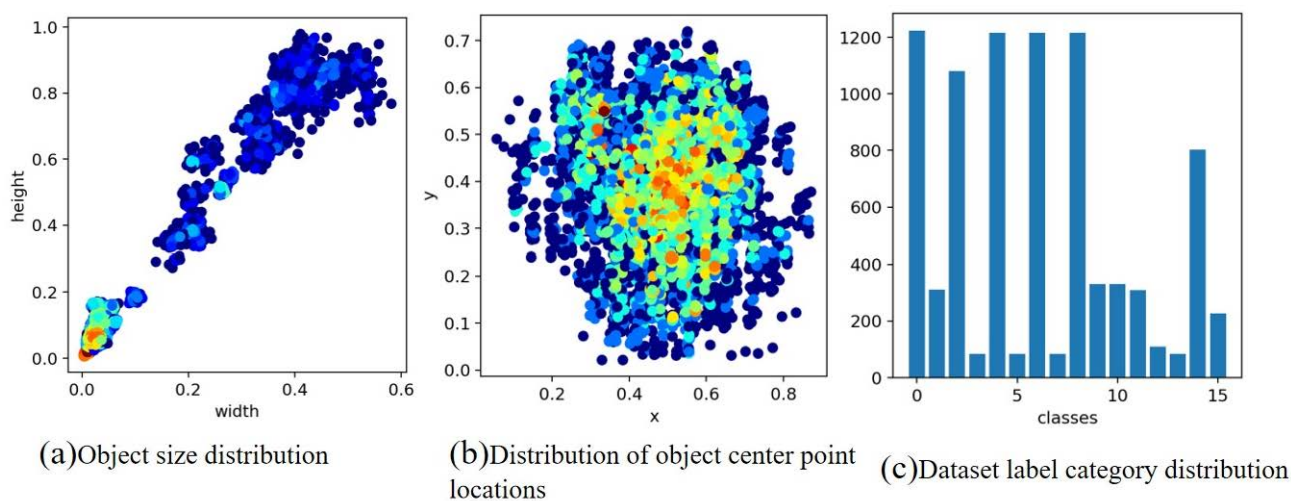 1.0
0.8
0.6
0.4
0.2
0.0
height
0.0 0.2 0.4 0.6
width
(a)Object size distribution
0.7
0.6
0.5
0.4
0.3
0.2
0.1
0.0
y
0.2 0.4 0.6 0.8
x
(b)Distribution of object center point
locations
1200
1000
800
600
400
200
0
0 5 10 15
classes
(c)Dataset label category distribution